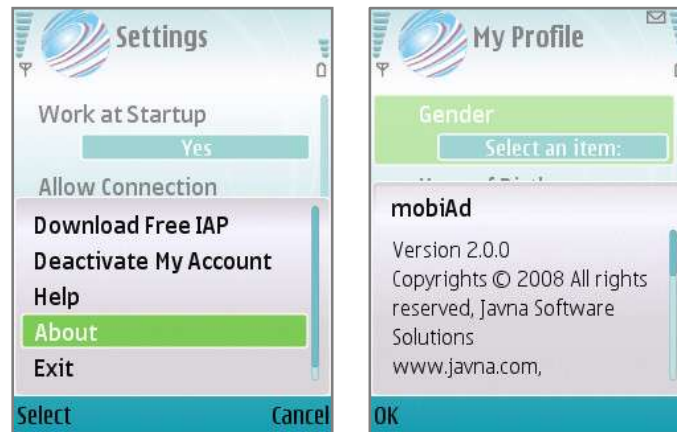 Settings
Work at Startup
Yes
Allow Connection
Download Free IAP
Deactivate My Account
Help
About
Exit
Select
Cancel
My Profile
Gender
Select an item:
mobiAd
Version 2.0.0
Copyrights © 2008 All rights
reserved, Javna Software
Solutions
www.javna.com,
OK